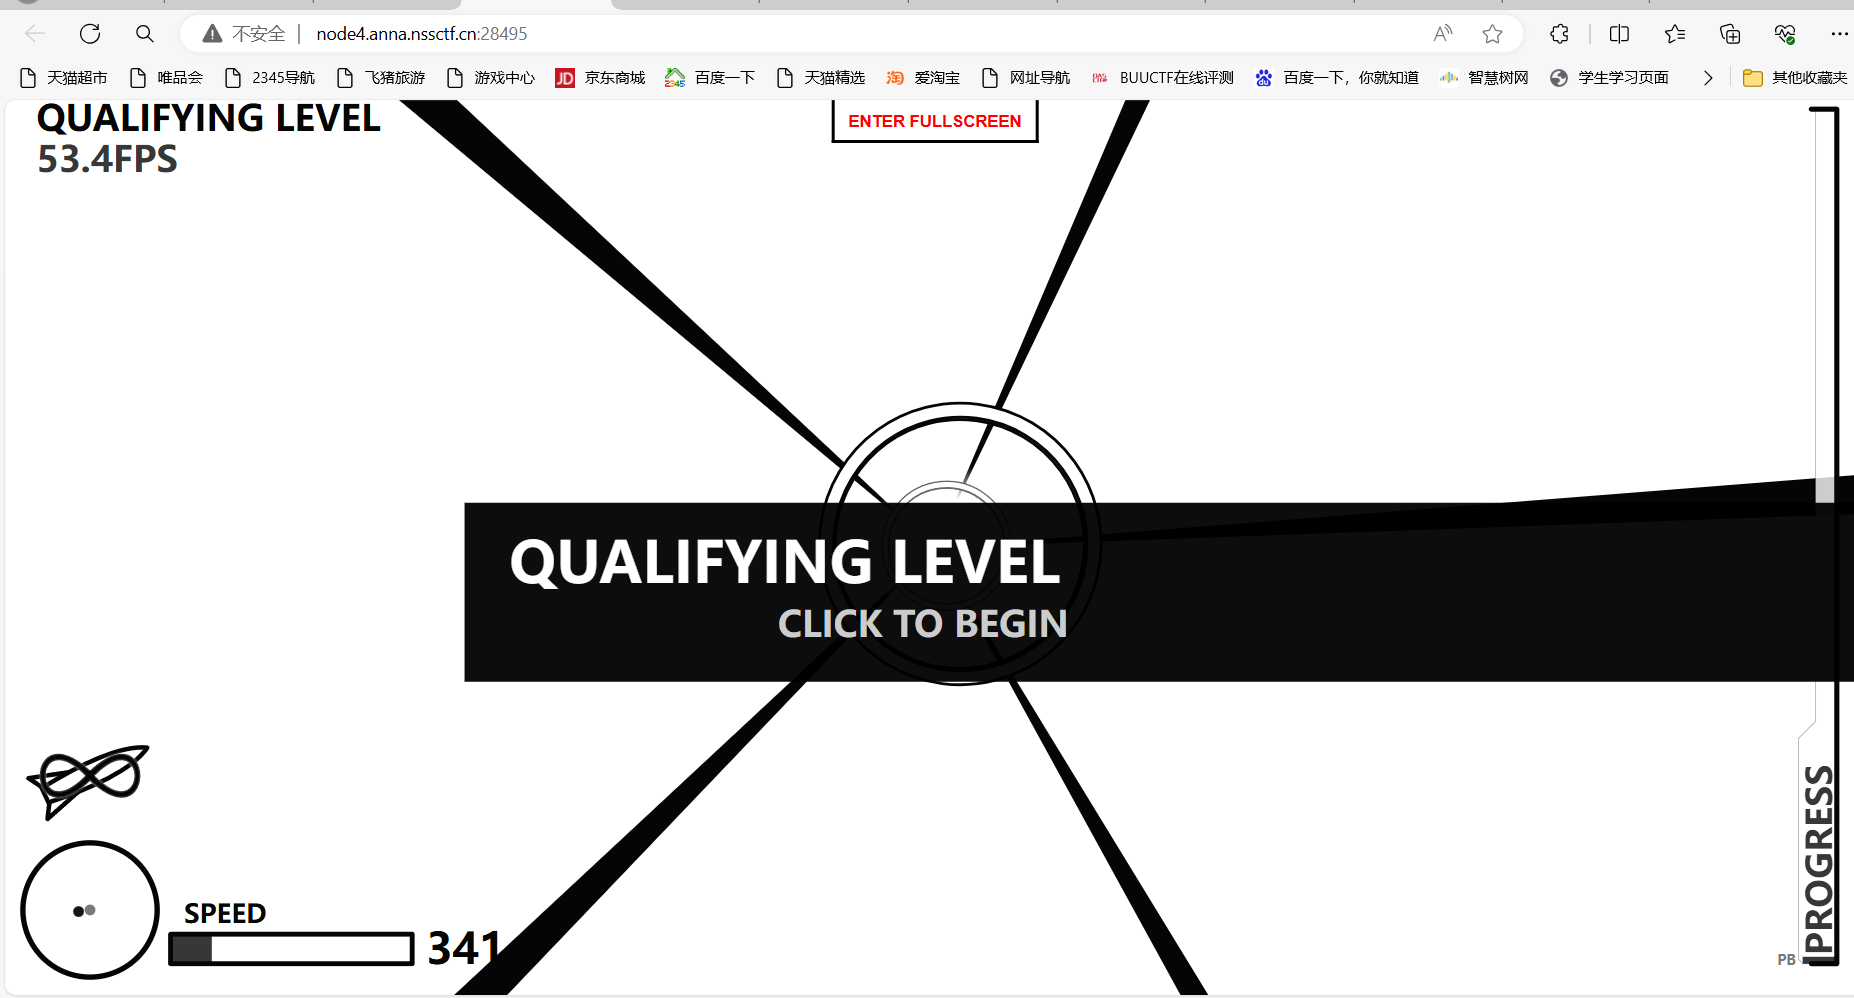 不安全 node4.anna.nssctf.cn:28495
天猫超市 唯品会 2345导航 飞猪旅游 游戏中心 JD 京东商城 2345 百度一下 天猫精选 淘 爱淘宝 网址导航 BUUCTF在线评测 百度一下，你就知道 智慧树网 学生学习页面 其他收藏夹
QUALIFYING LEVEL
53.4FPS
ENTER FULLSCREEN
QUALIFYING LEVEL
CLICK TO BEGIN
SPEED
341
PROGRESS
PB